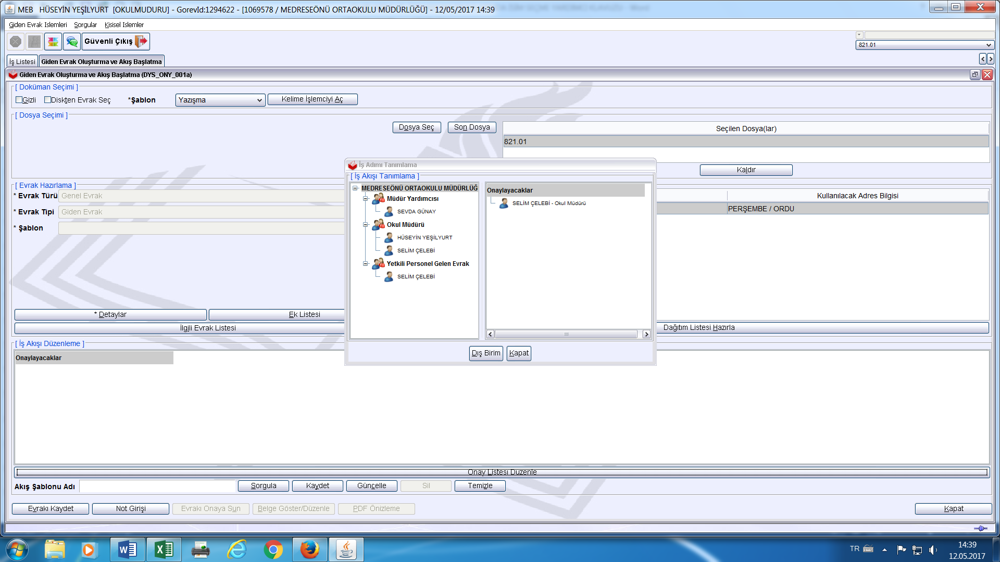 MEB HÜSEYİN YEŞİLYURT [OKULMUDURU] - GorevId:1294622 - [1069578 / MEDRESEÖNÜ ORTAOKULU MÜDÜRLÜĞÜ] - 12/05/2017 14:39
Giden Evrak Islemleri Sorgular Kisisel Islemler
Güvenli Çıkış
821.01
İş Listesi Giden Evrak Oluşturma ve Akış Başlatma
Giden Evrak Oluşturma ve Akış Başlatma (DYS_ONY_001a)
[ Doküman Seçimi ]
Gizli Diskten Evrak Seç *Şablon Yazışma Kelime İşlemciyi Aç
[ Dosya Seçimi ]
Dosya Seç Son Dosya Seçilen Dosya(lar)
821.01
Kaldır
İş Adımı Tanımlama
[ İş Akışı Tanımlama ]
MEDRESEÖNÜ ORTAOKULU MÜDÜRLÜĞ
Müdür Yardımcısı
SEVDA GÜNAY
Okul Müdürü
HÜSEYİN YEŞİLYURT
SELİM ÇELEBİ
Yetkili Personel Gelen Evrak
SELİM ÇELEBİ
Onaylayacaklar
SELİM ÇELEBİ - Okul Müdürü
Dış Birim Kapat
[ Evrak Hazırlama ]
* Evrak Türü Genel Evrak
* Evrak Tipi Giden Evrak
* Şablon
Kullanılacak Adres Bilgisi
PERŞEMBE / ORDU
* Detaylar Ek Listesi
İlgili Evrak Listesi Dağıtım Listesi Hazırla
[ İş Akışı Düzenleme ]
Onaylayacaklar
Onay Listesi Düzenle
Akış Şablonu Adı Sorgula Kaydet Güncelle Sil Temizle
Evrakı Kaydet Not Girişi Evrakı Onaya Sun Belge Göster/Düzenle PDF Önizleme Kapat
TR 14:39
12.05.2017